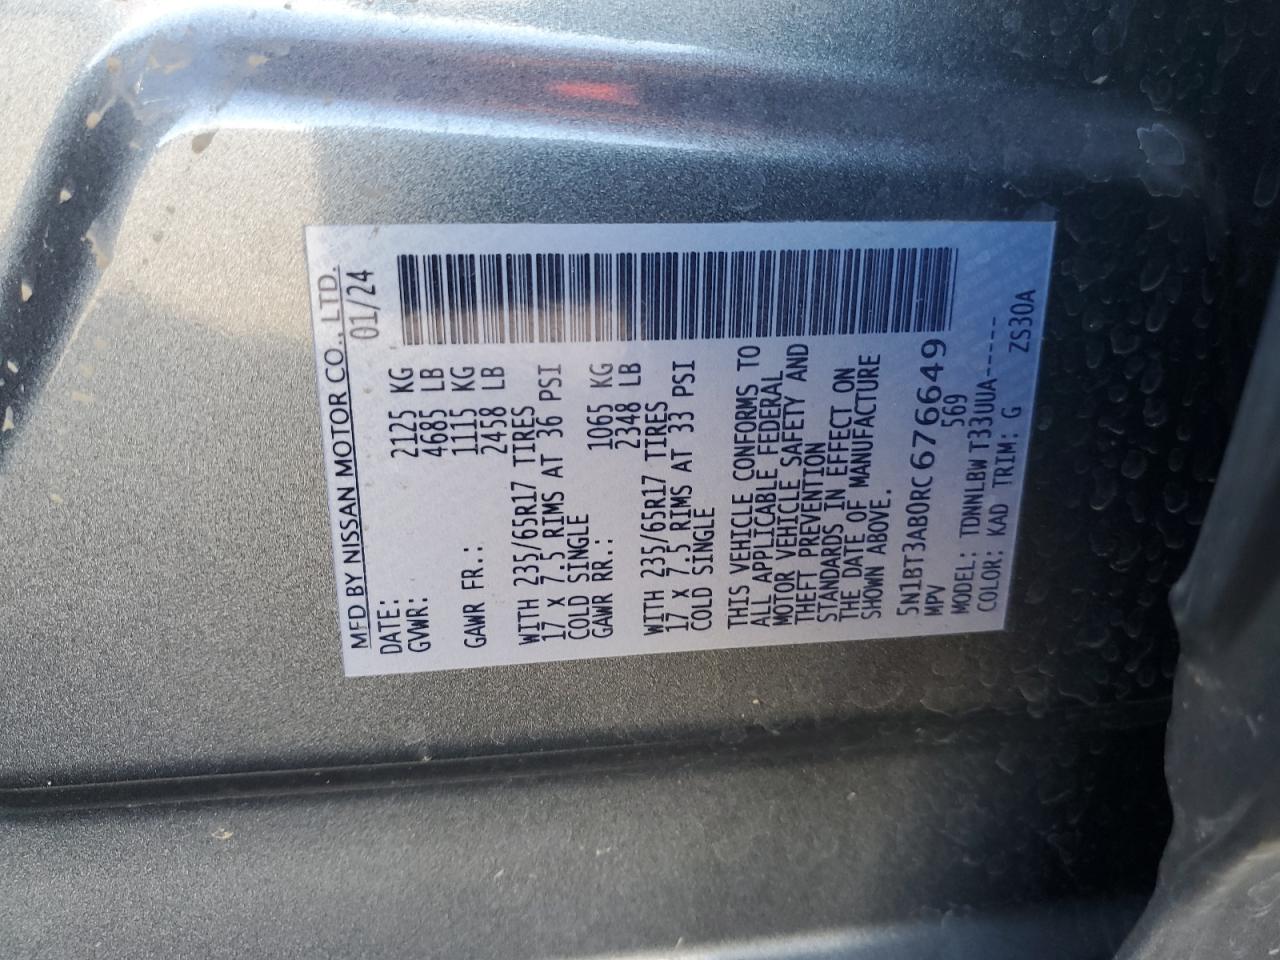 MFD BY NISSAN MOTOR CO., LTD.
DATE: 01/24
GVWR: 2125 KG
4685 LB
GAWR FR.: 1115 KG
2458 LB
WITH 235/65R17 TIRES
17 X 7.5 RIMS AT 36 PSI
COLD SINGLE
GAWR RR.: 1065 KG
2348 LB
WITH 235/65R17 TIRES
17 X 7.5 RIMS AT 33 PSI
COLD SINGLE
THIS VEHICLE CONFORMS TO
ALL APPLICABLE FEDERAL
MOTOR VEHICLE SAFETY AND
THEFT PREVENTION
STANDARDS IN EFFECT ON
THE DATE OF MANUFACTURE
SHOWN ABOVE.
5N1BT3AB0RC676649
MPV 569
MODEL: TDNNLBW T33UUA-----
COLOR: KAD TRIM: G ZS30A